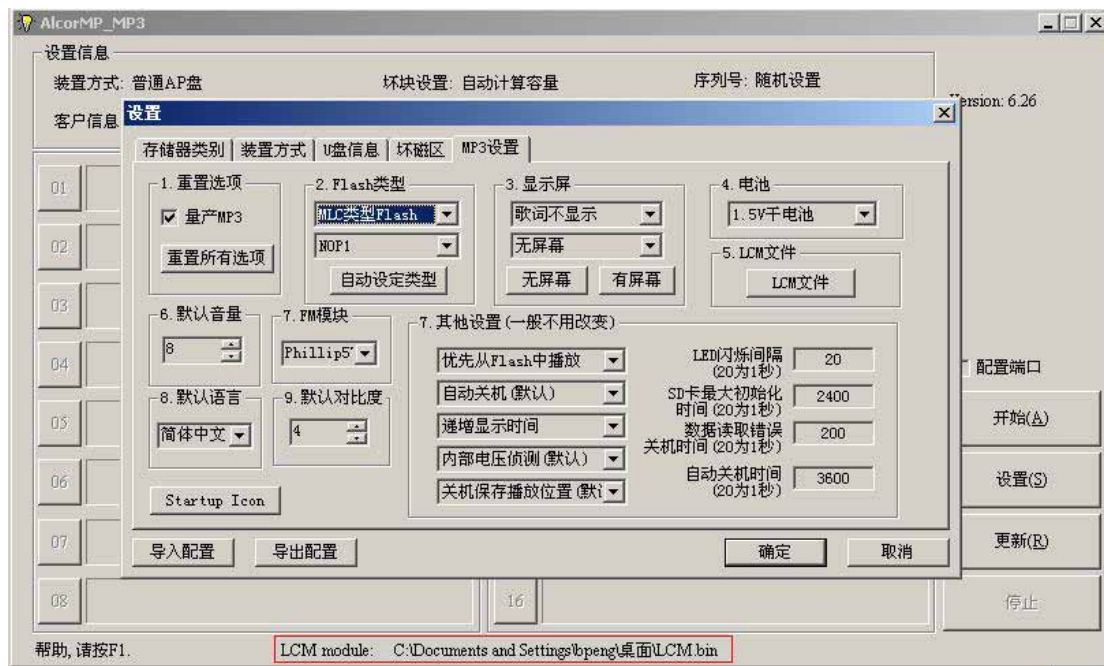 AlcorMP_MP3
设置信息
装置方式: 普通AP盘 坏块设置: 自动计算容量 序列号: 随机设置
客户信息
Version: 6.26
设置
存储器类别 装置方式 U盘信息 坏磁区 MP3设置
1. 重置选项
量产MP3
重置所有选项
2. Flash类型
MLC类型Flash
NOP1
自动设定类型
3. 显示屏
歌词不显示
无屏幕
无屏幕 有屏幕
4. 电池
1.5V干电池
5. LCM文件
LCM文件
6. 默认音量
8
7. FM模块
Phillip5
8. 默认语言
简体中文
9. 默认对比度
4
Startup Icon
7. 其他设置(一般不用改变)
优先从Flash中播放
自动关机(默认)
递增显示时间
内部电压侦测(默认)
关机保存播放位置(默
LED闪烁间隔
(20为1秒)
20
SD卡最大初始化
时间(20为1秒)
2400
数据读取错误
关机时间(20为1秒)
200
自动关机时间
(20为1秒)
3600
导入配置 导出配置 确定 取消
01
02
03
04
05
06
07
08
16
配置端口
开始(A)
设置(S)
更新(R)
停止
帮助, 请按F1.
LCM module: C:\Documents and Settings\bpeng\桌面\LCM.bin